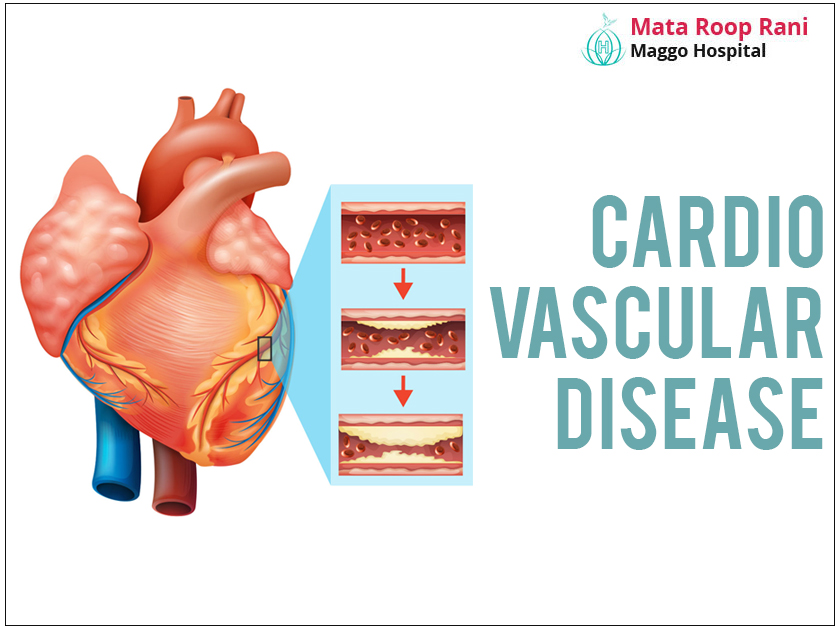 Mata Roop Rani
Maggo Hospital
CARDIO
VASCULAR
DISEASE